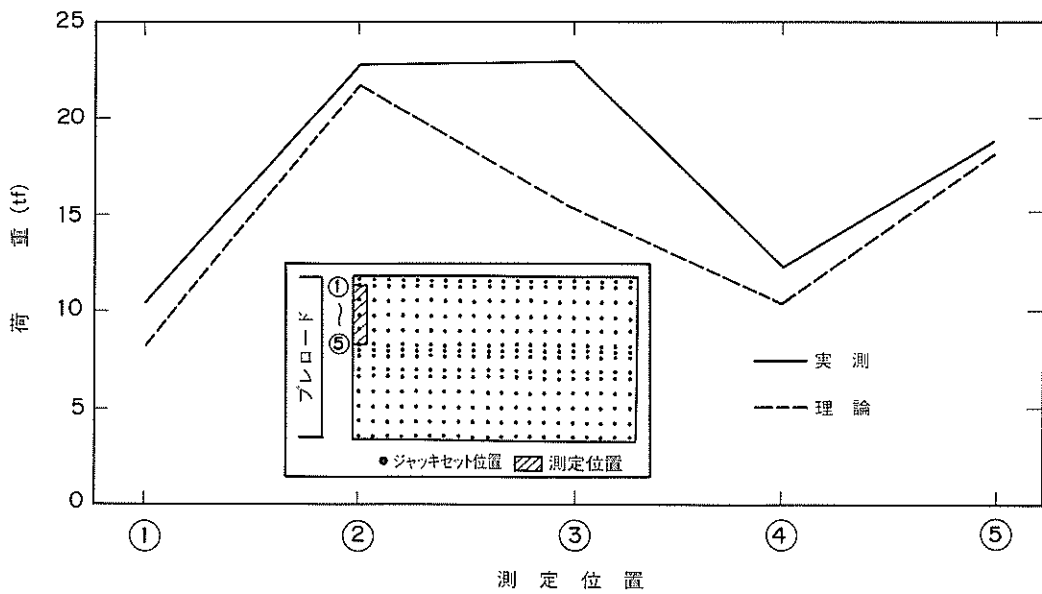 25
20
15
10
5
0
荷重 (tf)
プレロード
①
〜
⑤
● ジャッキセット位置 測定位置
実測
理論
① ② ③ ④ ⑤
測定位置